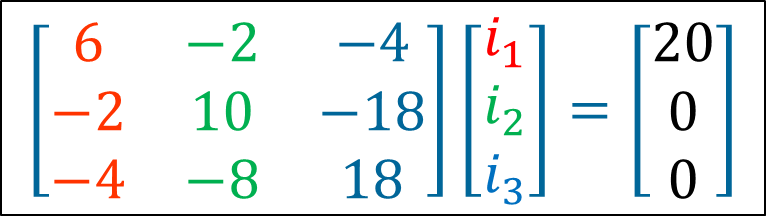 6 −2 −4 i₁ 20
−2 10 −18 i₂ = 0
−4 −8 18 i₃ 0